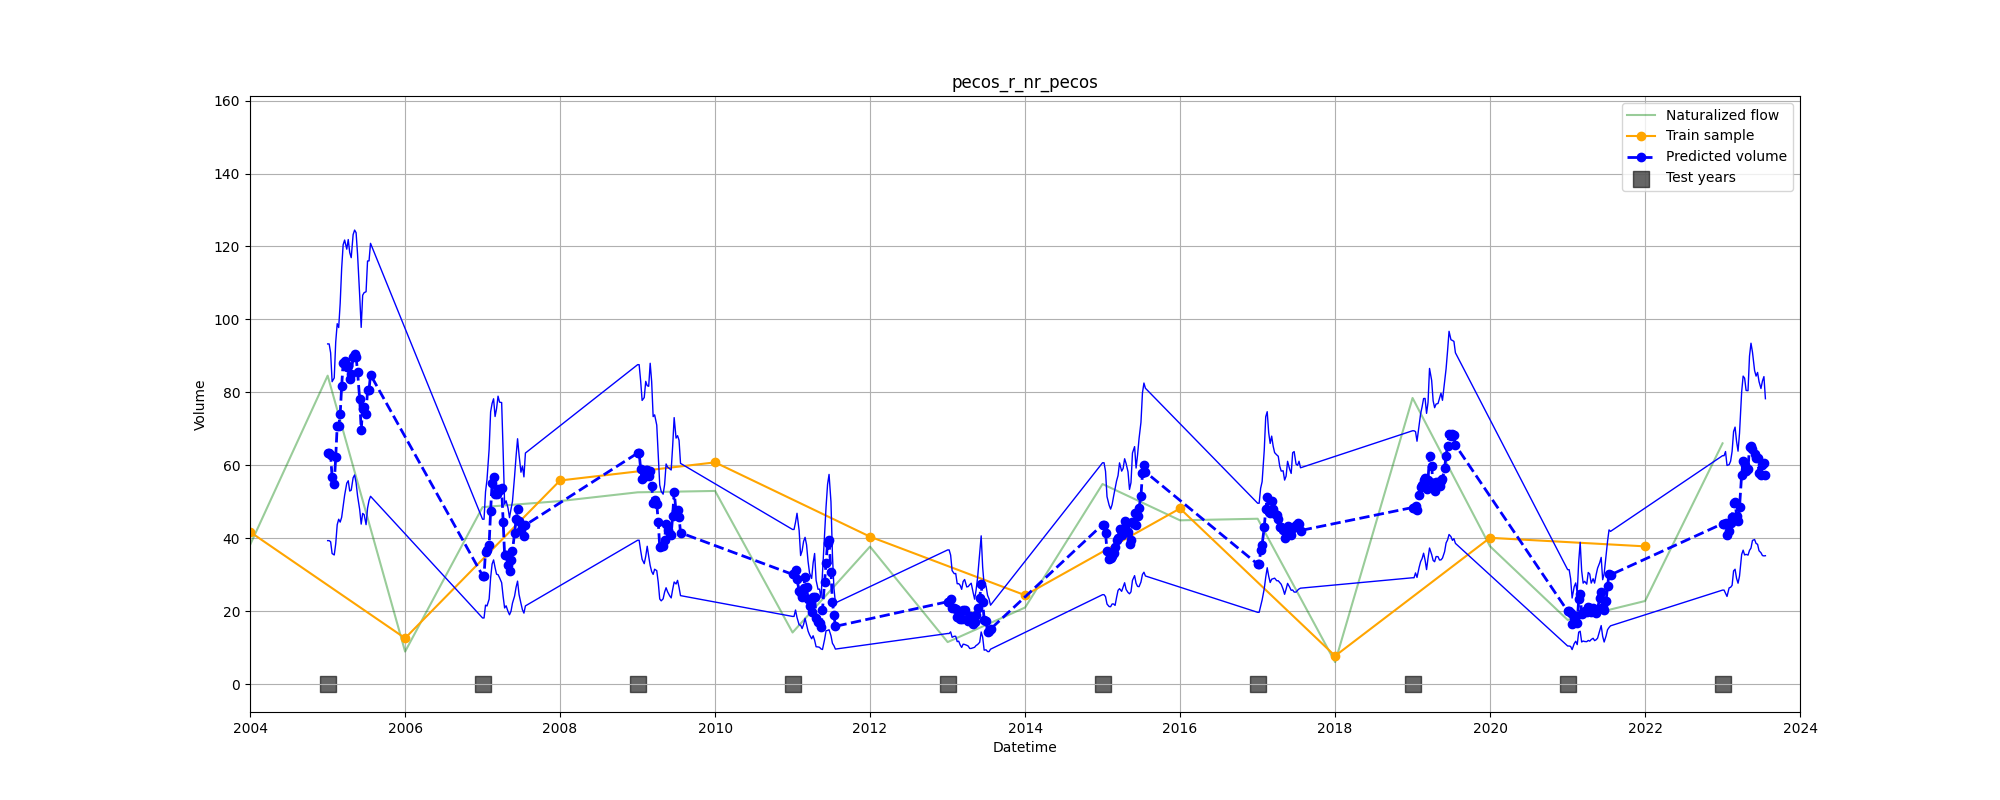 pecos_r_nr_pecos
Naturalized flow
Train sample
Predicted volume
Test years
Volume
160
140
120
100
80
60
40
20
0
2004 2006 2008 2010 2012 2014 2016 2018 2020 2022 2024
Datetime